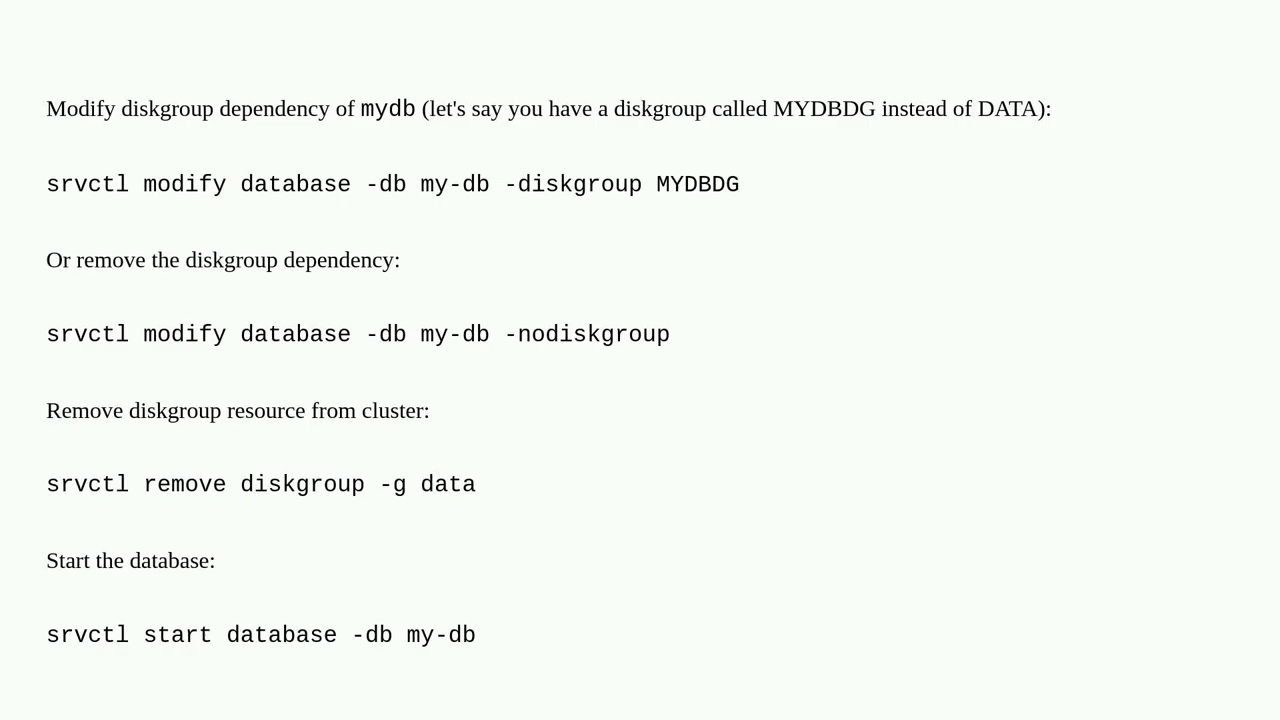 Modify diskgroup dependency of mydb (let's say you have a diskgroup called MYDBDG instead of DATA):
srvctl modify database -db my-db -diskgroup MYDBDG
Or remove the diskgroup dependency:
srvctl modify database -db my-db -nodiskgroup
Remove diskgroup resource from cluster:
srvctl remove diskgroup -g data
Start the database:
srvctl start database -db my-db